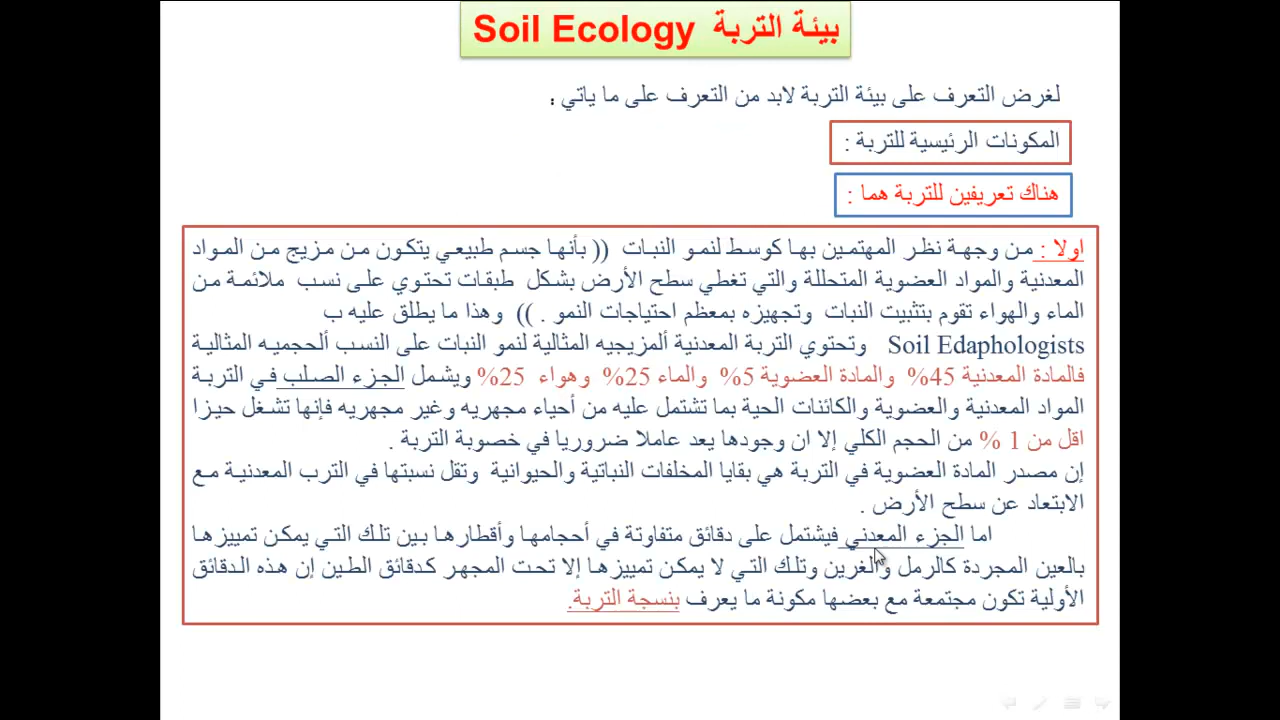 بيئة التربة Soil Ecology
لغرض التعرف على بيئة التربة لابد من التعرف على ما ياتي :
المكونات الرئيسية للتربة :
هناك تعريفين للتربة هما :
اولا : من وجهة نظر المهتمين بها كوسط لنمو النبات (( بأنها جسم طبيعي يتكون من مزيج من المواد
المعدنية والمواد العضوية المتحللة والتي تغطي سطح الأرض بشكل طبقات تحتوي على نسب ملائمة من
الماء والهواء تقوم بتثبيت النبات وتجهيزه بمعظم احتياجات النمو . )) وهذا ما يطلق عليه ب
Soil Edaphologists وتحتوي التربة المعدنية ألمزيجيه المثالية لنمو النبات على النسب ألحجميه المثالية
فالمادة المعدنية 45% والمادة العضوية 5% والماء 25% وهواء 25% ويشمل الجزء الصلب في التربة
المواد المعدنية والعضوية والكائنات الحية بما تشتمل عليه من أحياء مجهريه وغير مجهريه فإنها تشغل حيزا
اقل من 1 % من الحجم الكلي إلا ان وجودها يعد عاملا ضروريا في خصوبة التربة .
إن مصدر المادة العضوية في التربة هي بقايا المخلفات النباتية والحيوانية وتقل نسبتها في الترب المعدنية مع
الابتعاد عن سطح الأرض .
اما الجزء المعدني فيشتمل على دقائق متفاوتة في أحجامها وأقطارها بين تلك التي يمكن تمييزها
بالعين المجردة كالرمل والغرين وتلك التي لا يمكن تمييزها إلا تحت المجهر كدقائق الطين إن هذه الدقائق
الأولية تكون مجتمعة مع بعضها مكونة ما يعرف بنسجة التربة.